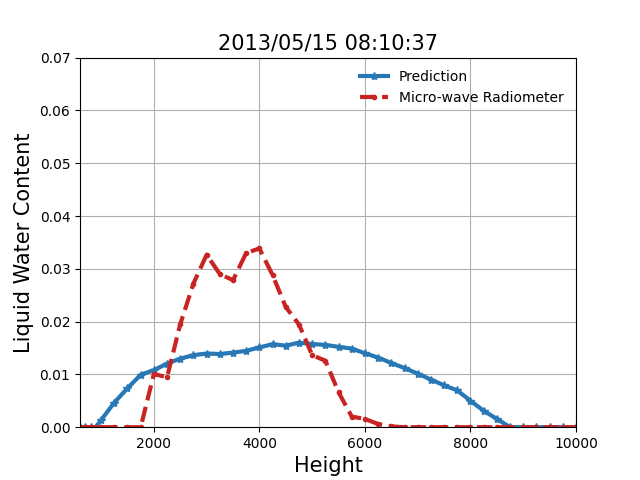 2013/05/15 08:10:37
0.07
0.06
0.05
0.04
0.03
0.02
0.01
0.00
Liquid Water Content
Prediction
Micro-wave Radiometer
2000 4000 6000 8000 10000
Height